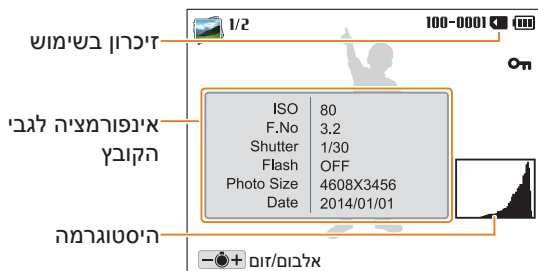 1/2
100-0001
זיכרון בשימוש
ISO 80
F.No 3.2
Shutter 1/30
Flash OFF
Photo Size 4608X3456
Date 2014/01/01
אינפורמציה לגבי
הקובץ
היסטוגרמה
אלבום/זום